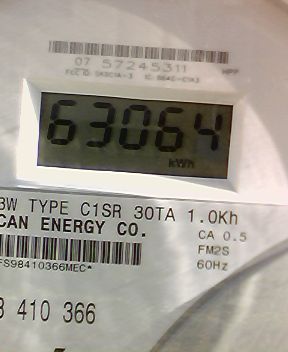 07 57245311
63064
kWh
3W TYPE C1SR 30TA 1.0Kh
CAN ENERGY CO.
CA 0.5
FM2S
60Hz
FS98410366MEC*
8 410 366